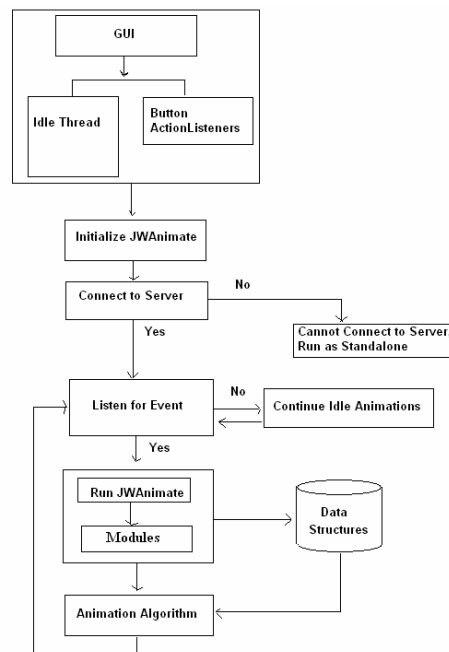 GUI
Idle Thread
Button
ActionListeners
Initialize JWAnimate
Connect to Server
No
Yes
Cannot Connect to Server,
Run as Standalone
Listen for Event
No
Continue Idle Animations
Yes
Run JWAnimate
Modules
Data
Structures
Animation Algorithm